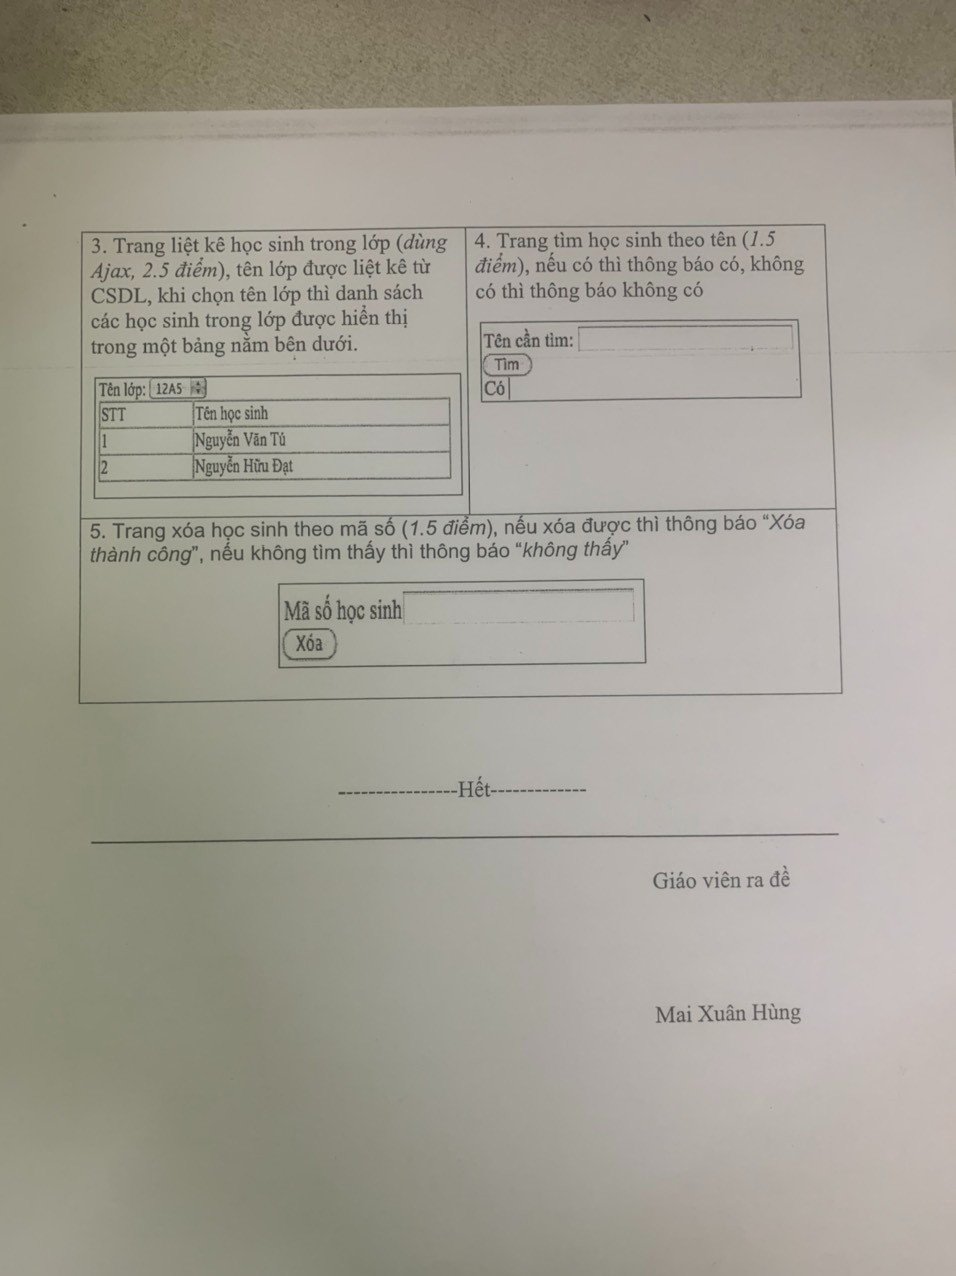 3. Trang liệt kê học sinh trong lớp (dùng
Ajax, 2.5 điểm), tên lớp được liệt kê từ
CSDL, khi chọn tên lớp thì danh sách
các học sinh trong lớp được hiển thị
trong một bảng nằm bên dưới.
Tên lớp: 12A5
STT Tên học sinh
1 Nguyễn Văn Tú
2 Nguyễn Hữu Đạt
4. Trang tìm học sinh theo tên (1.5
điểm), nếu có thì thông báo có, không
có thì thông báo không có
Tên cần tìm:
Tìm
Có
5. Trang xóa học sinh theo mã số (1.5 điểm), nếu xóa được thì thông báo “Xóa
thành công”, nếu không tìm thấy thì thông báo “không thấy”
Mã số học sinh
Xóa
----------------Hết-------------
Giáo viên ra đề
Mai Xuân Hùng